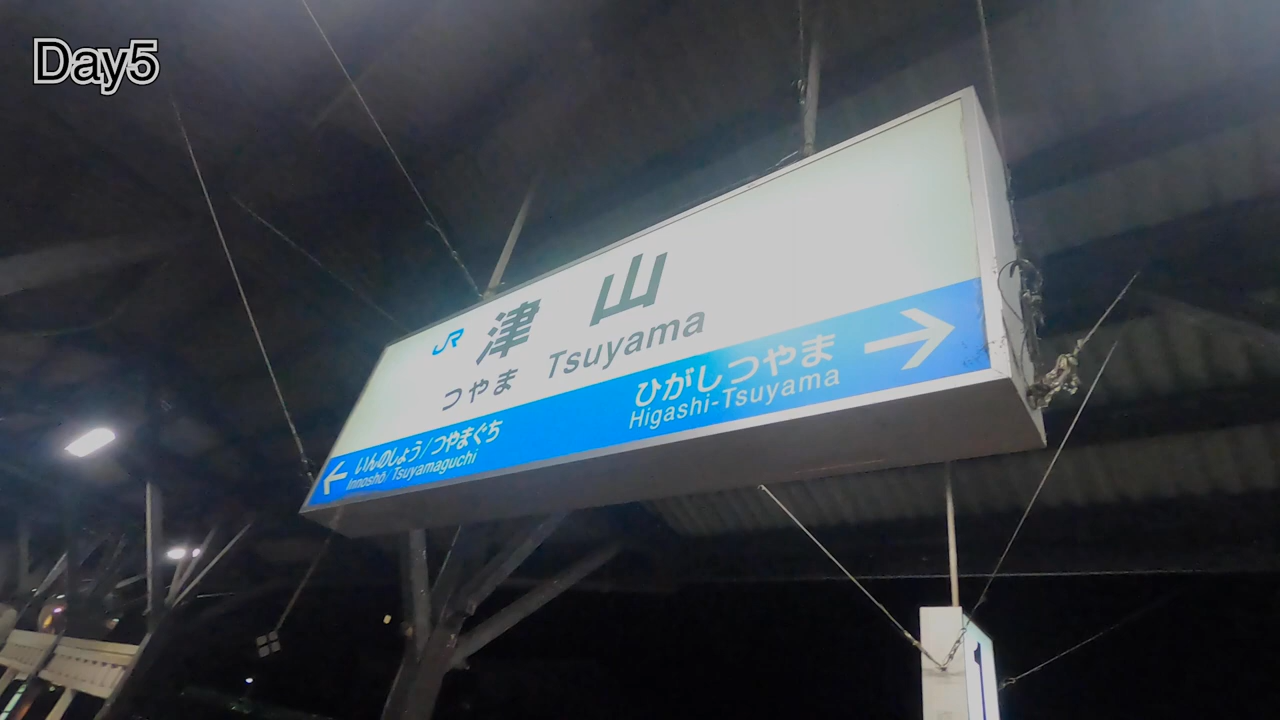 Day5
JR 津山
つやま Tsuyama
いんのしょう/つやまぐち
Innoshō/Tsuyamaguchi
ひがしつやま
Higashi-Tsuyama
1